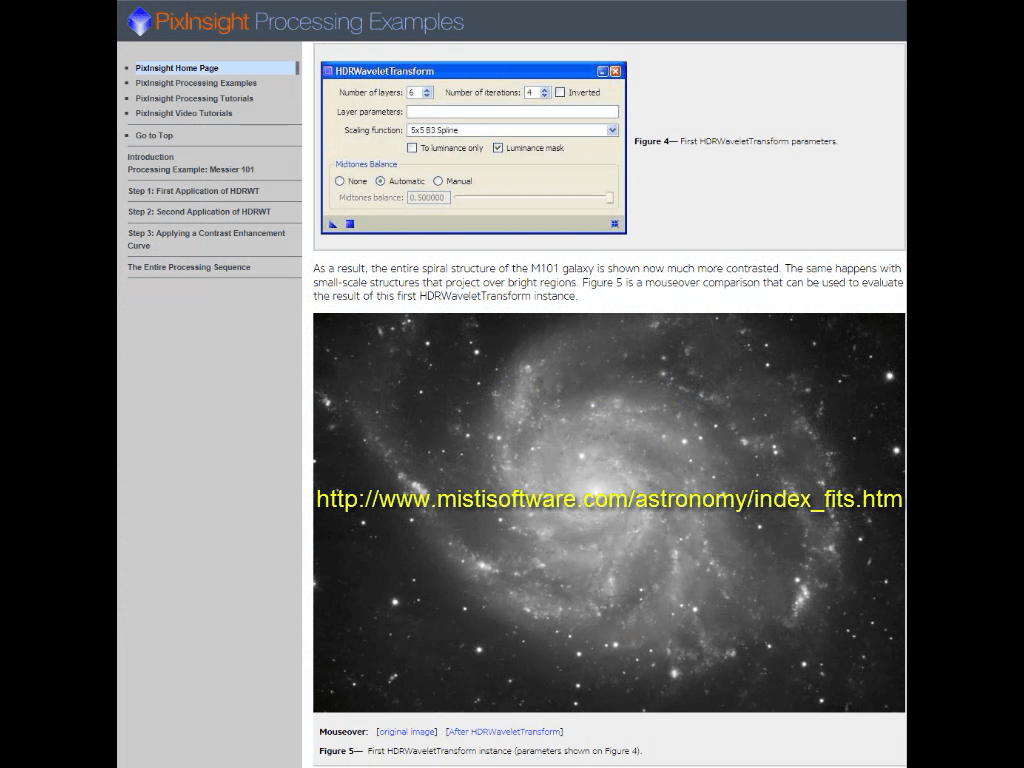 PixInsight Processing Examples
PixInsight Home Page
PixInsight Processing Examples
PixInsight Processing Tutorials
PixInsight Video Tutorials
Go to Top
Introduction
Processing Example: Messier 101
Step 1: First Application of HDRWT
Step 2: Second Application of HDRWT
Step 3: Applying a Contrast Enhancement
Curve
The Entire Processing Sequence
HDRWaveletTransform
Number of layers: 6 Number of iterations: 4 Inverted
Layer parameters:
Scaling function: 5x5 B3 Spline
To luminance only Luminance mask
Midtones Balance
None Automatic Manual
Midtones balance: 0.500000
Figure 4— First HDRWaveletTransform parameters.
As a result, the entire spiral structure of the M101 galaxy is shown now much more contrasted. The same happens with
small-scale structures that project over bright regions. Figure 5 is a mouseover comparison that can be used to evaluate
the result of this first HDRWaveletTransform instance.
http://www.mistisoftware.com/astronomy/index_fits.htm
Mouseover: [original image] [After HDRWaveletTransform]
Figure 5— First HDRWaveletTransform instance (parameters shown on Figure 4).